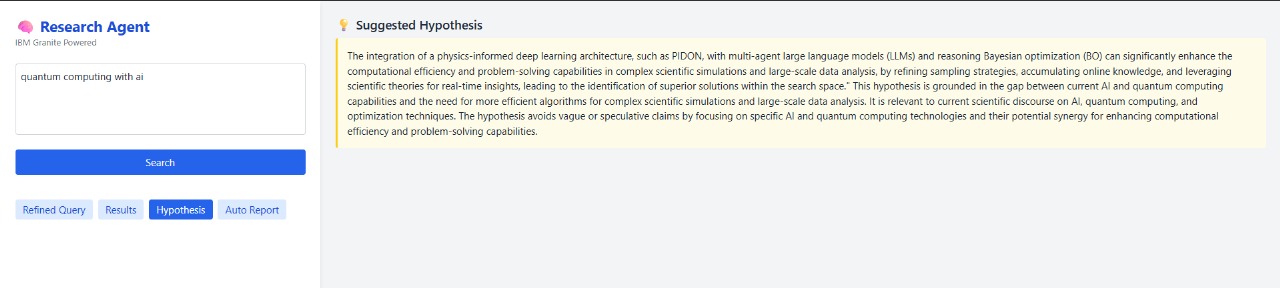 Research Agent
IBM Granite Powered
quantum computing with ai
Search
Refined Query
Results
Hypothesis
Auto Report
Suggested Hypothesis
The integration of a physics-informed deep learning architecture, such as PIDON, with multi-agent large language models (LLMs) and reasoning Bayesian optimization (BO) can significantly enhance the
computational efficiency and problem-solving capabilities in complex scientific simulations and large-scale data analysis, by refining sampling strategies, accumulating online knowledge, and leveraging
scientific theories for real-time insights, leading to the identification of superior solutions within the search space." This hypothesis is grounded in the gap between current AI and quantum computing
capabilities and the need for more efficient algorithms for complex scientific simulations and large-scale data analysis. It is relevant to current scientific discourse on AI, quantum computing, and
optimization techniques. The hypothesis avoids vague or speculative claims by focusing on specific AI and quantum computing technologies and their potential synergy for enhancing computational
efficiency and problem-solving capabilities.